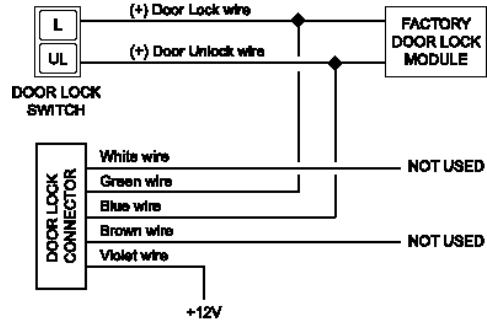 L
(+) Door Lock wire
UL
(+) Door Unlock wire
FACTORY
DOOR LOCK
MODULE
DOOR LOCK
SWITCH
DOOR LOCK
CONNECTOR
White wire
NOT USED
Green wire
Blue wire
Brown wire
NOT USED
Violet wire
+12V